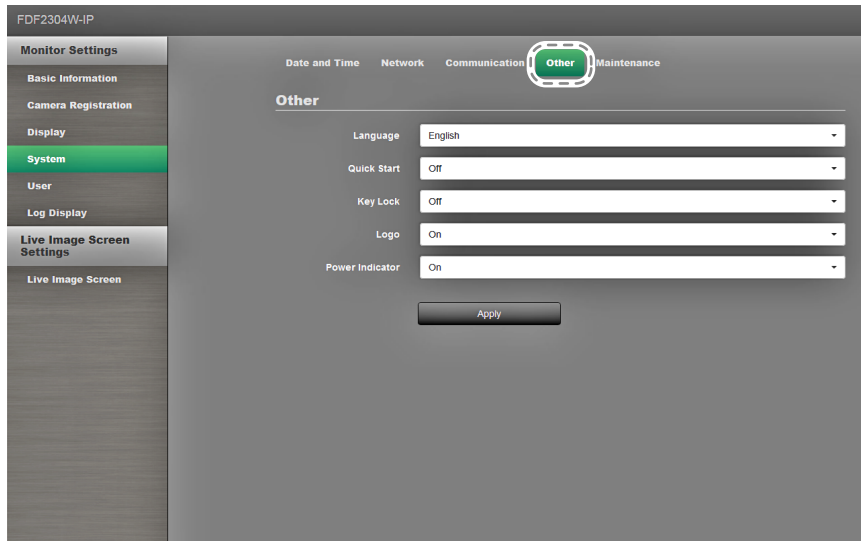 FDF2304W-IP
Monitor Settings
Basic Information
Camera Registration
Display
System
User
Log Display
Live Image Screen
Settings
Live Image Screen
Date and Time Network Communication Other Maintenance
Other
Language English
Quick Start Off
Key Lock Off
Logo On
Power Indicator On
Apply